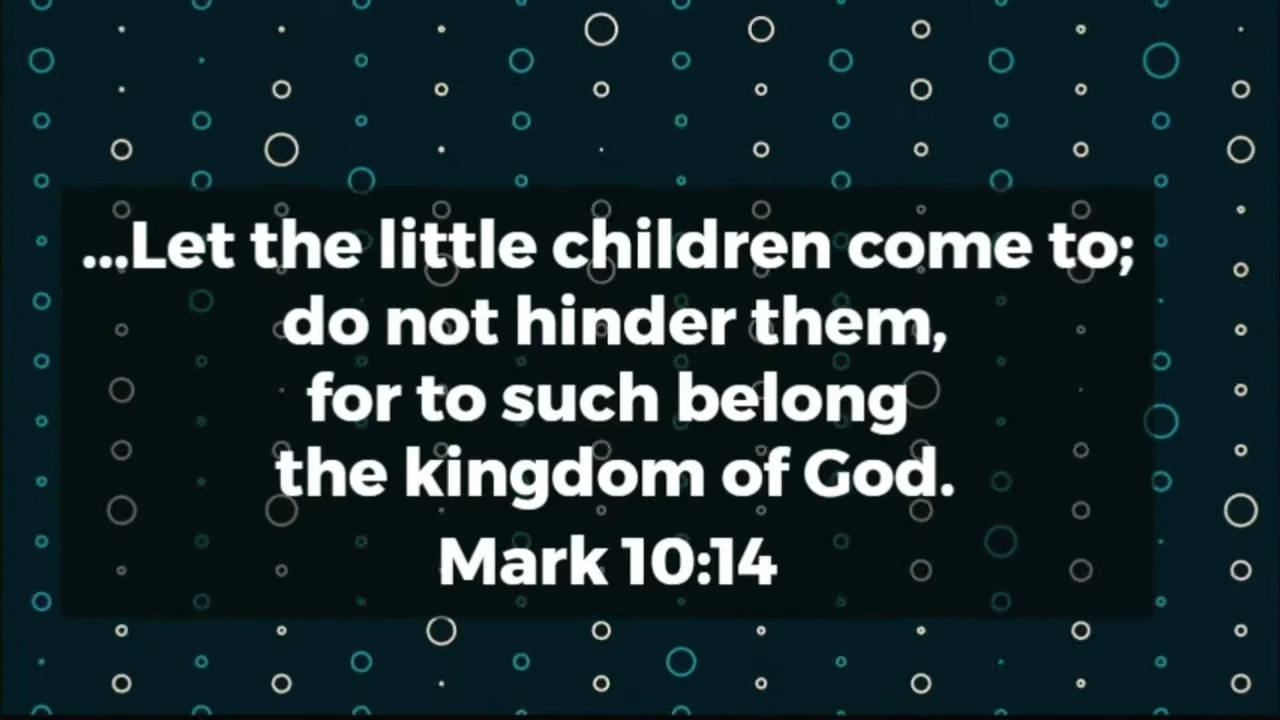 ...Let the little children come to;
do not hinder them,
for to such belong
the kingdom of God.
Mark 10:14